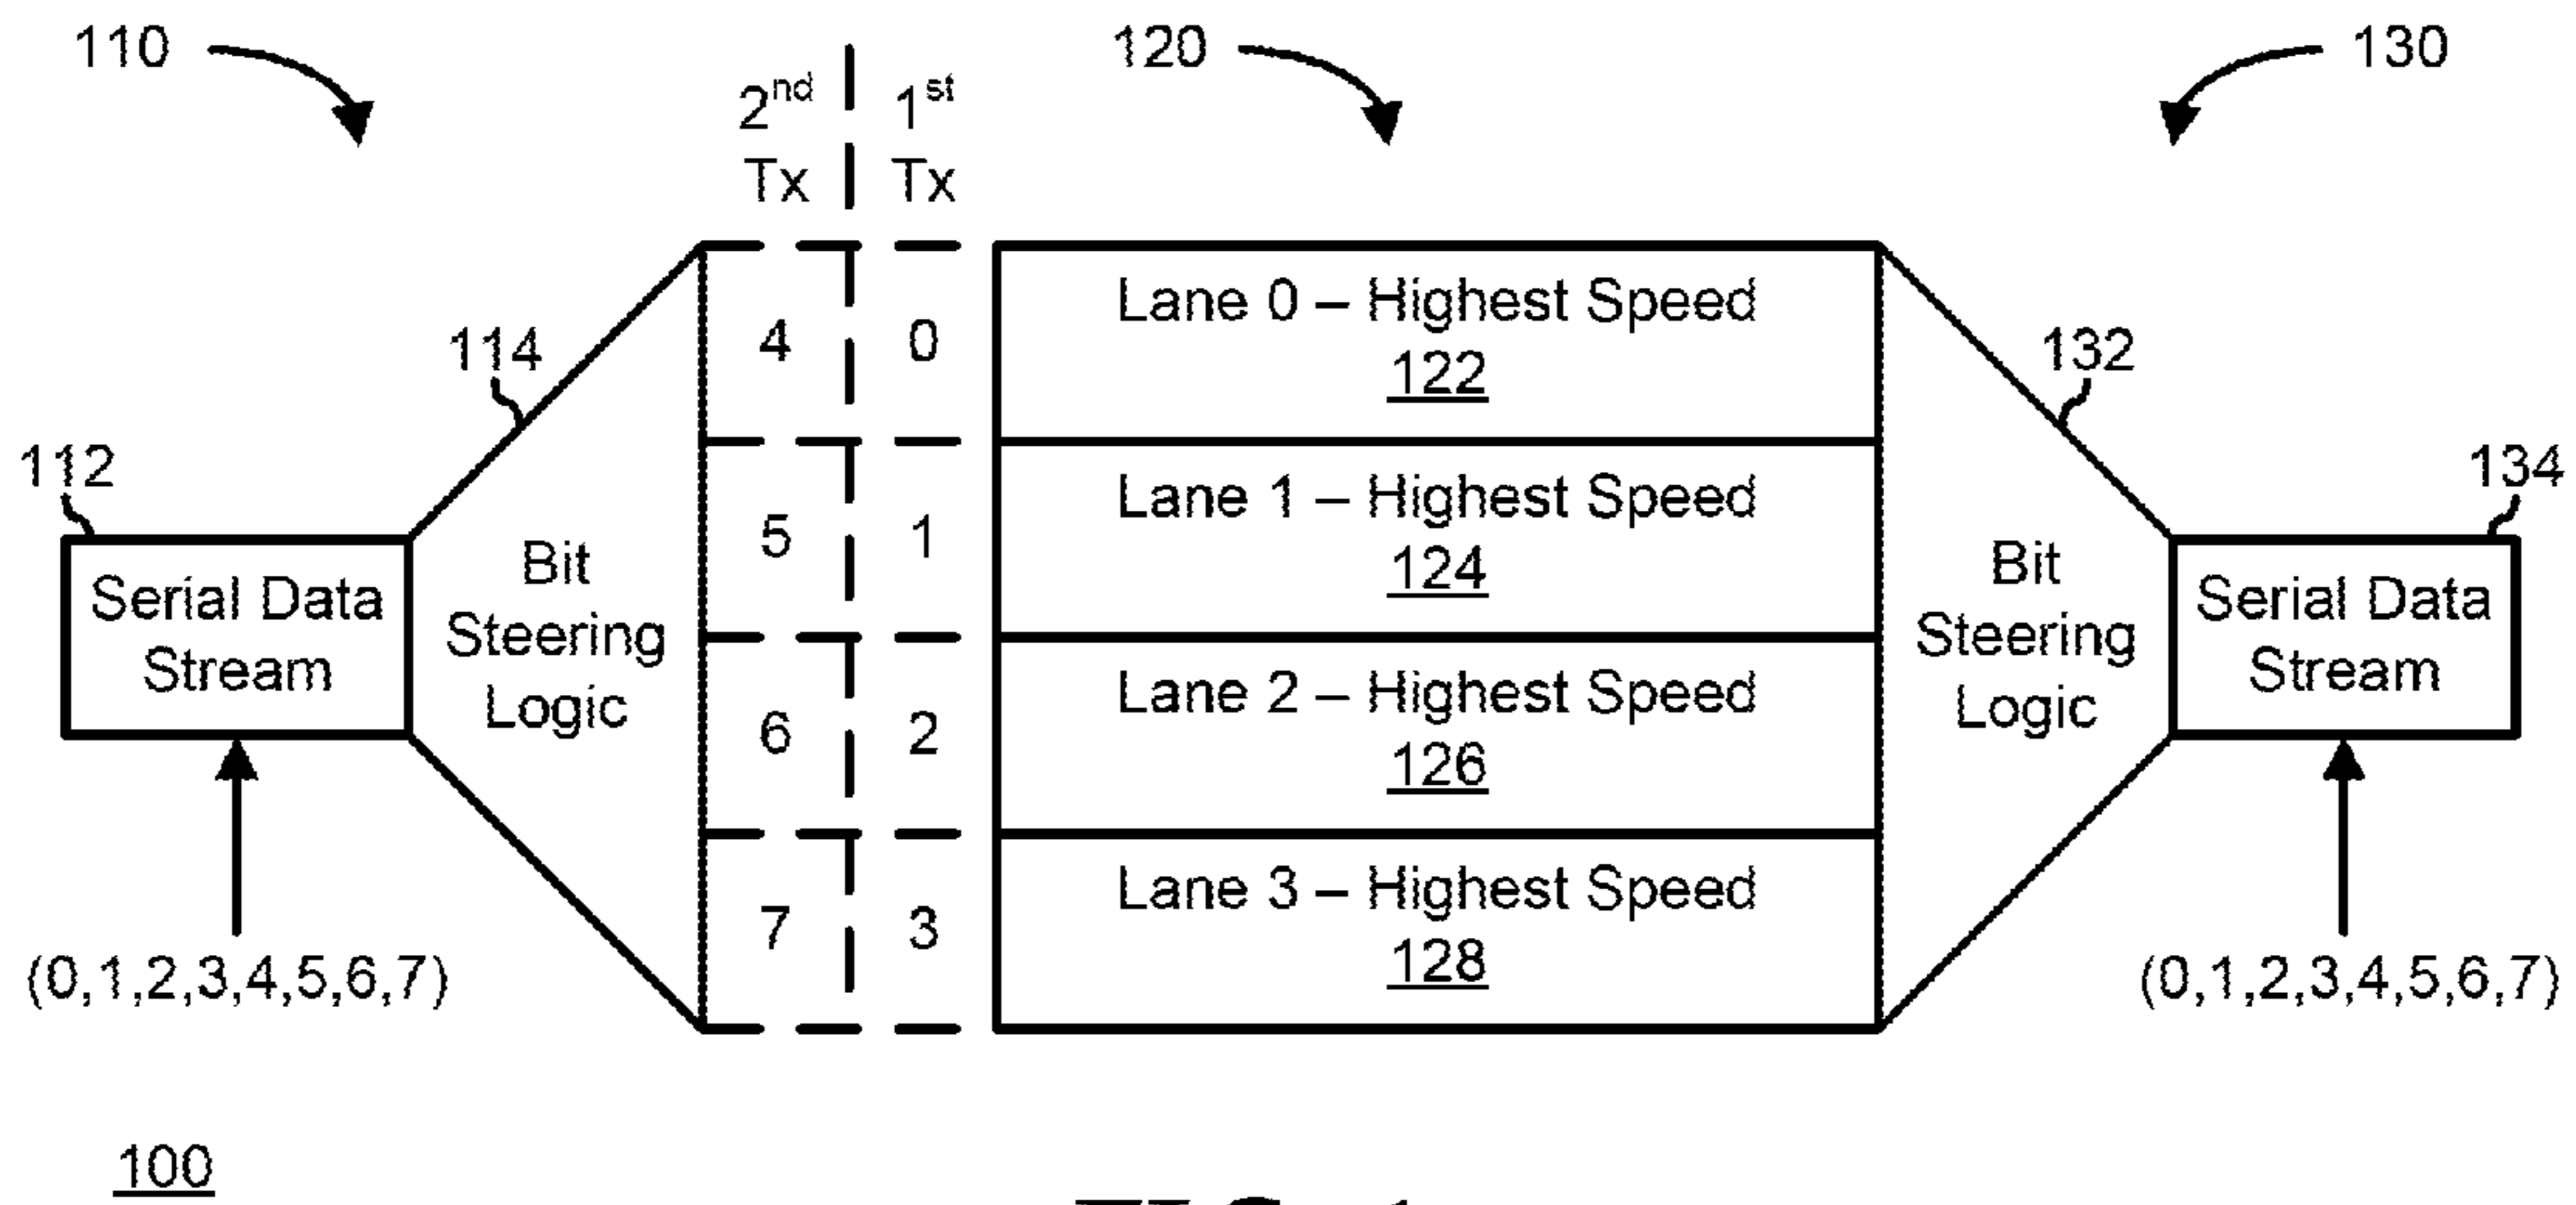 110
120
130
2nd
1st
Tx
Tx
114
132
112
134
4
0
Lane 0 – Highest Speed
122
5
1
Lane 1 – Highest Speed
124
6
2
Lane 2 – Highest Speed
126
7
3
Lane 3 – Highest Speed
128
Serial Data
Stream
Bit
Steering
Logic
Bit
Steering
Logic
Serial Data
Stream
(0,1,2,3,4,5,6,7)
(0,1,2,3,4,5,6,7)
100